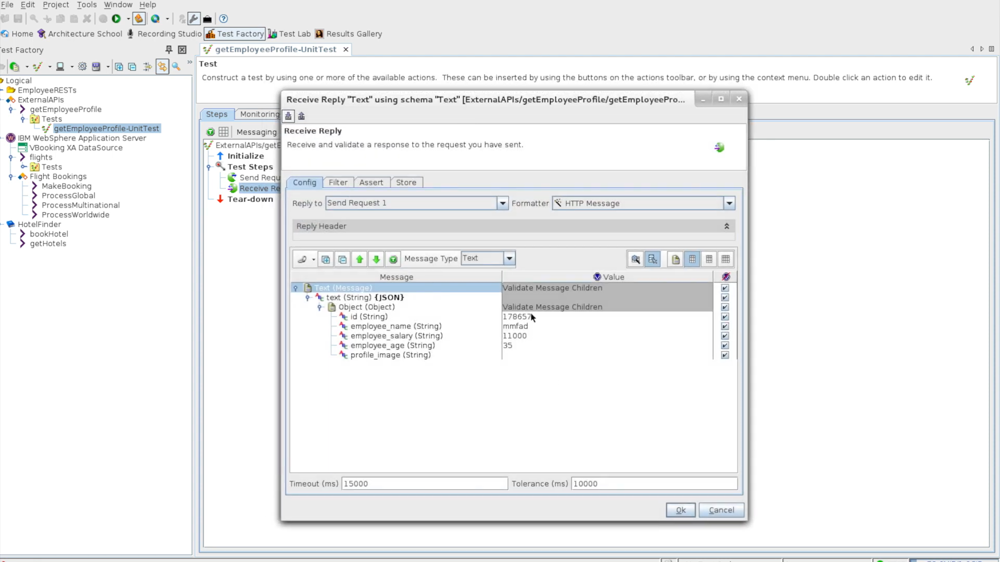 File Edit Project Tools Window Help
Home Architecture School Recording Studio Test Factory Test Lab Results Gallery
est Factory
getEmployeeProfile-UnitTest
Test
Construct a test by using one or more of the available actions. These can be inserted by using the buttons on the actions toolbar, or by using the context menu. Double click an action to edit it.
Logical
EmployeeRESTs
ExternalAPIs
getEmployeeProfile
Tests
getEmployeeProfile-UnitTest
IBM WebSphere Application Server
VBooking XA DataSource
flights
Tests
Flight Bookings
MakeBooking
ProcessGlobal
ProcessMultinational
ProcessWorldwide
HotelFinder
bookHotel
getHotels
Steps Monitoring
Messaging
ExternalAPIs/getE
Initialize
Test Steps
Send Requ
Receive Re
Tear-down
Receive Reply "Text" using schema "Text" [ExternalAPIs/getEmployeeProfile/getEmployeePro...
Receive Reply
Receive and validate a response to the request you have sent.
Config Filter Assert Store
Reply to Send Request 1 Formatter HTTP Message
Reply Header
Message Type Text
Message Value
Text (Message) Validate Message Children
text (String) {JSON}
Object (Object) Validate Message Children
id (String) 178657
employee_name (String) mmfad
employee_salary (String) 11000
employee_age (String) 35
profile_image (String)
Timeout (ms) 15000 Tolerance (ms) 10000
Ok Cancel